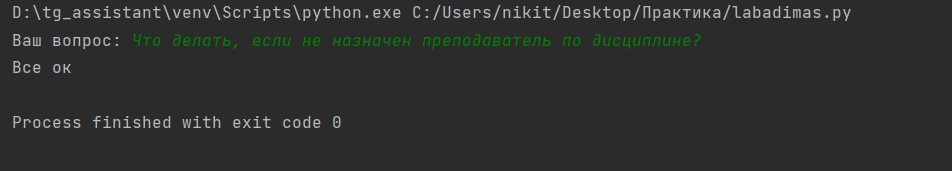 D:\tg_assistant\venv\Scripts\python.exe C:/Users/nikit/Desktop/Практика/labadimas.py
Ваш вопрос: Что делать, если не назначен преподаватель по дисциплине?
Все ок
Process finished with exit code 0